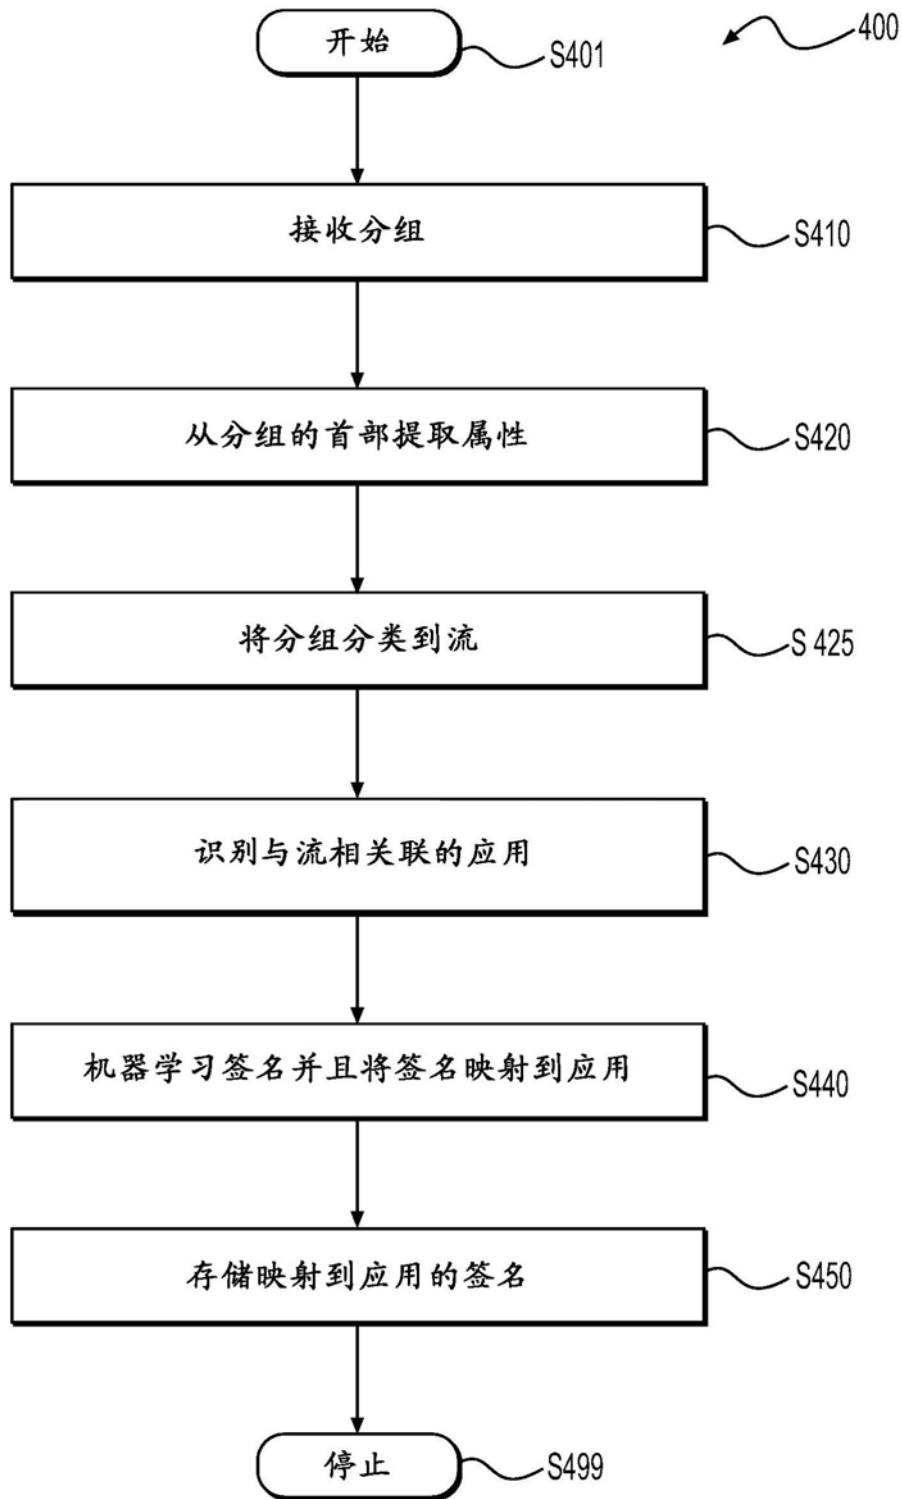 开始
S401
400
接收分组
S410
从分组的首部提取属性
S420
将分组分类到流
S 425
识别与流相关联的应用
S430
机器学习签名并且将签名映射到应用
S440
存储映射到应用的签名
S450
停止
S499